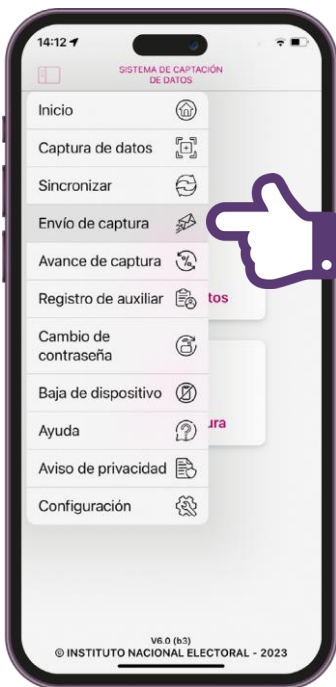 14:12
SISTEMA DE CAPTACIÓN
DE DATOS
Inicio
Captura de datos
Sincronizar
Envío de captura
Avance de captura
Registro de auxiliar
tos
Cambio de
contraseña
Baja de dispositivo
Ayuda
ura
Aviso de privacidad
Configuración
V6.0 (b3)
© INSTITUTO NACIONAL ELECTORAL - 2023